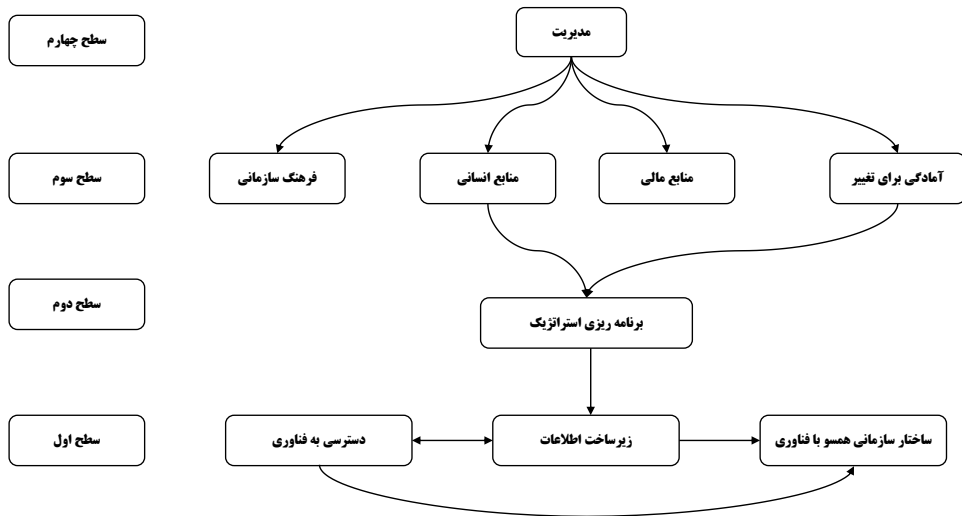 سطح چهارم
مدیریت
سطح سوم
آمادگی برای تغییر
منابع مالی
منابع انسانی
فرهنگ سازمانی
سطح دوم
برنامه ریزی استراتژیک
سطح اول
ساختار سازمانی همسو با فناوری
زیرساخت اطلاعات
دسترسی به فناوری